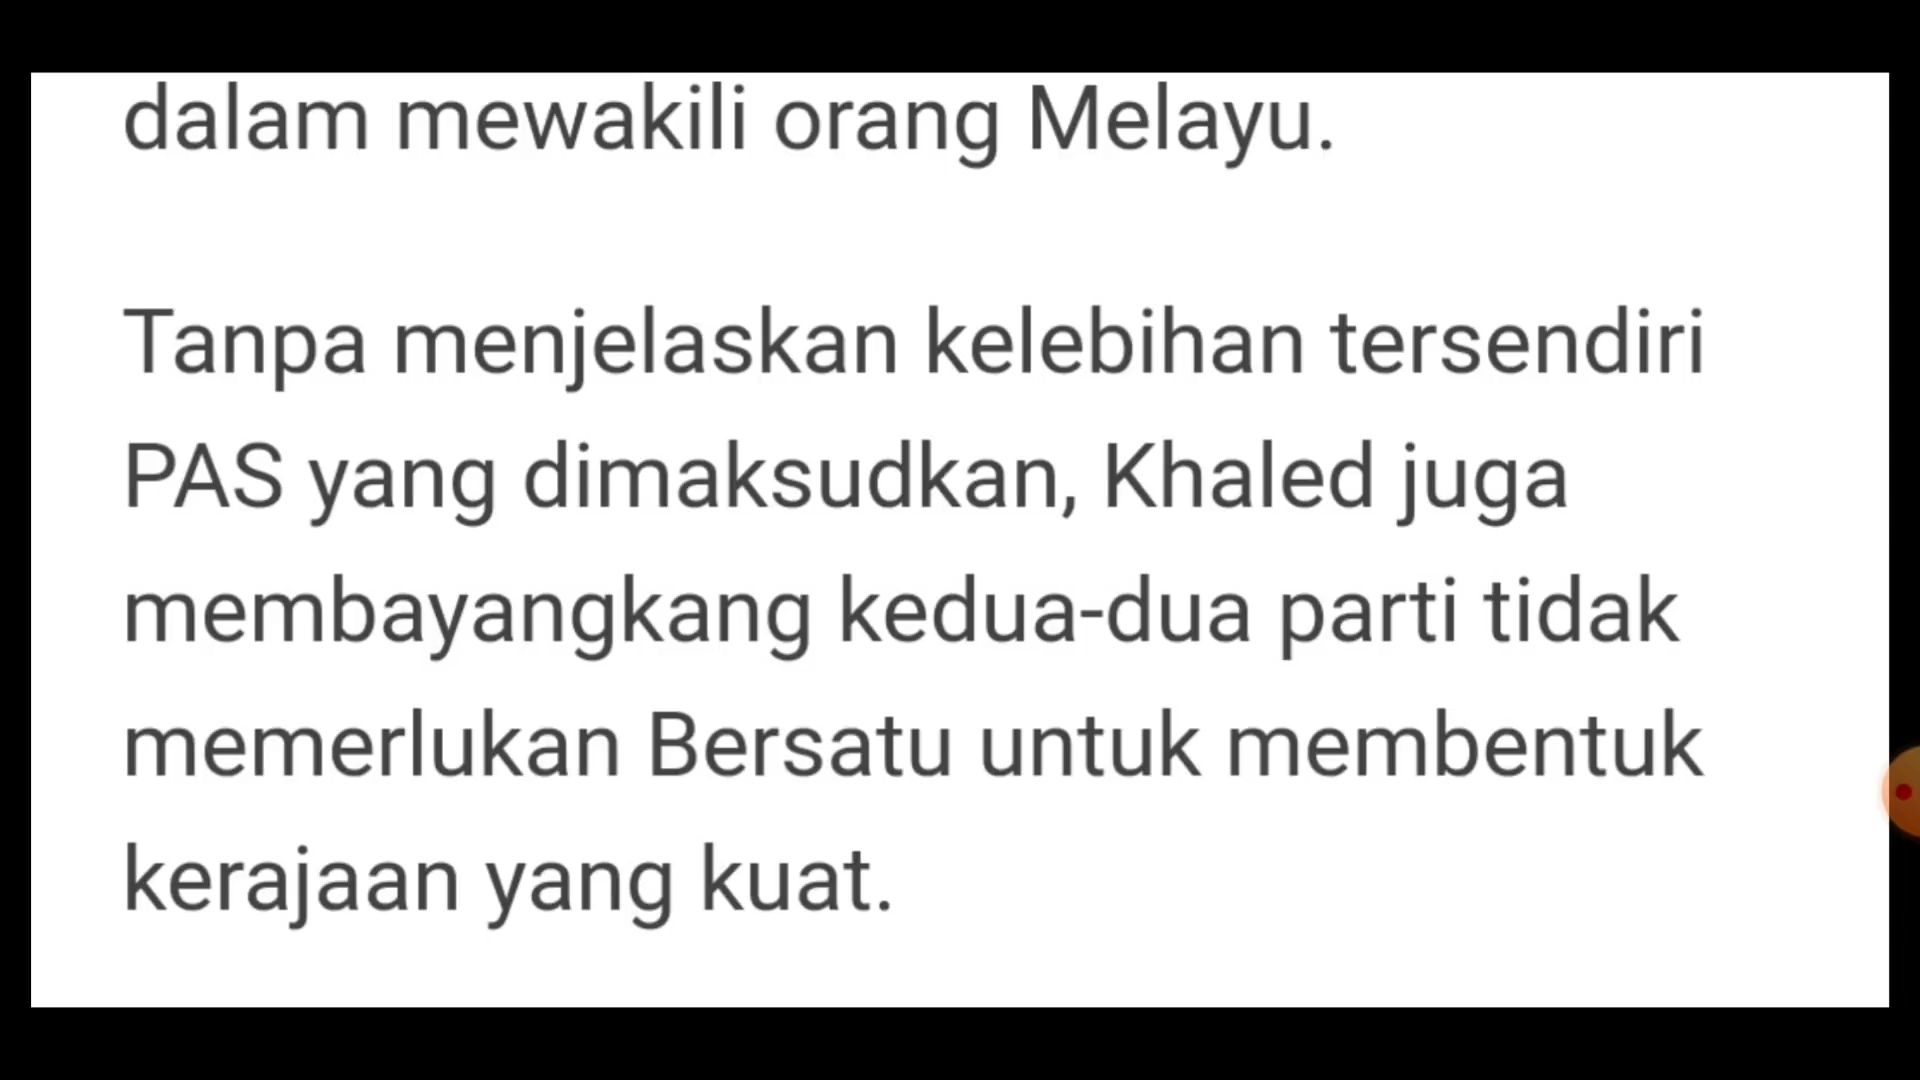 dalam mewakili orang Melayu.
Tanpa menjelaskan kelebihan tersendiri
PAS yang dimaksudkan, Khaled juga
membayangkang kedua-dua parti tidak
memerlukan Bersatu untuk membentuk
kerajaan yang kuat.